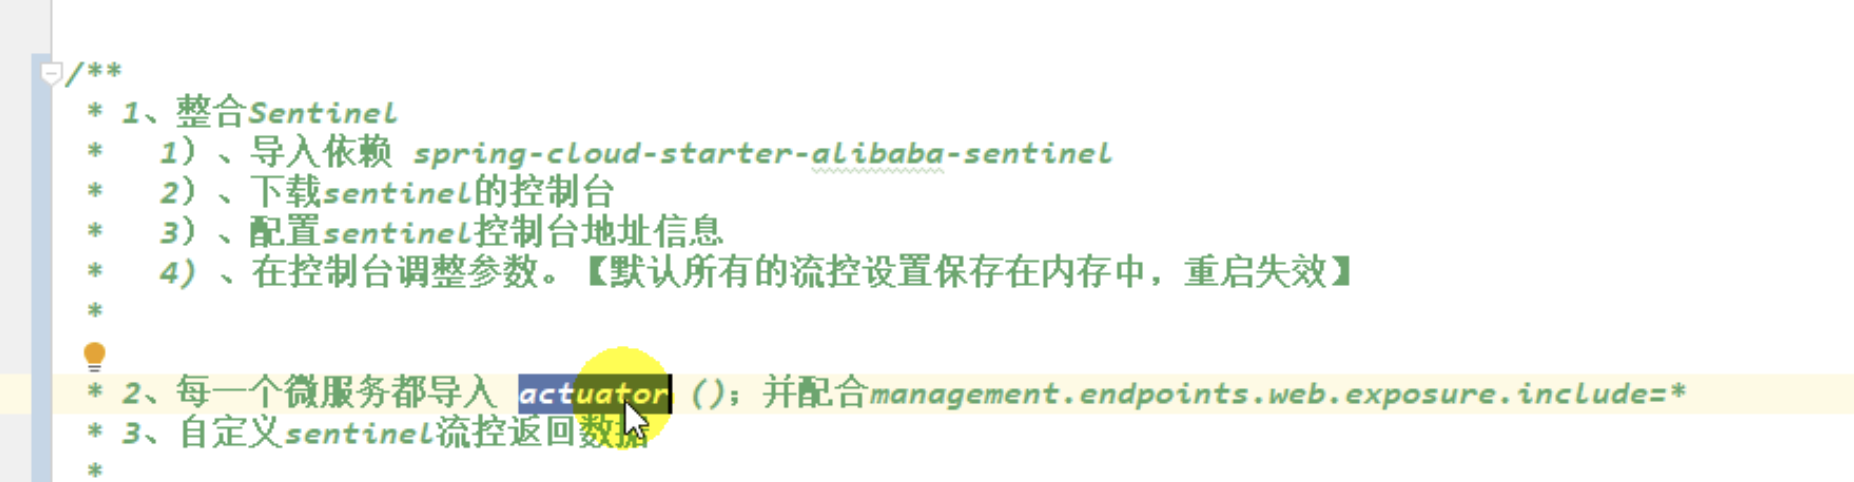 /**
* 1、整合Sentinel
* 1）、导入依赖 spring-cloud-starter-alibaba-sentinel
* 2）、下载sentinel的控制台
* 3）、配置sentinel控制台地址信息
* 4) 、在控制台调整参数。【默认所有的流控设置保存在内存中，重启失效】
*
* 2、每一个微服务都导入 actuator ()；并配合management.endpoints.web.exposure.include=*
* 3、自定义sentinel流控返回数据
*